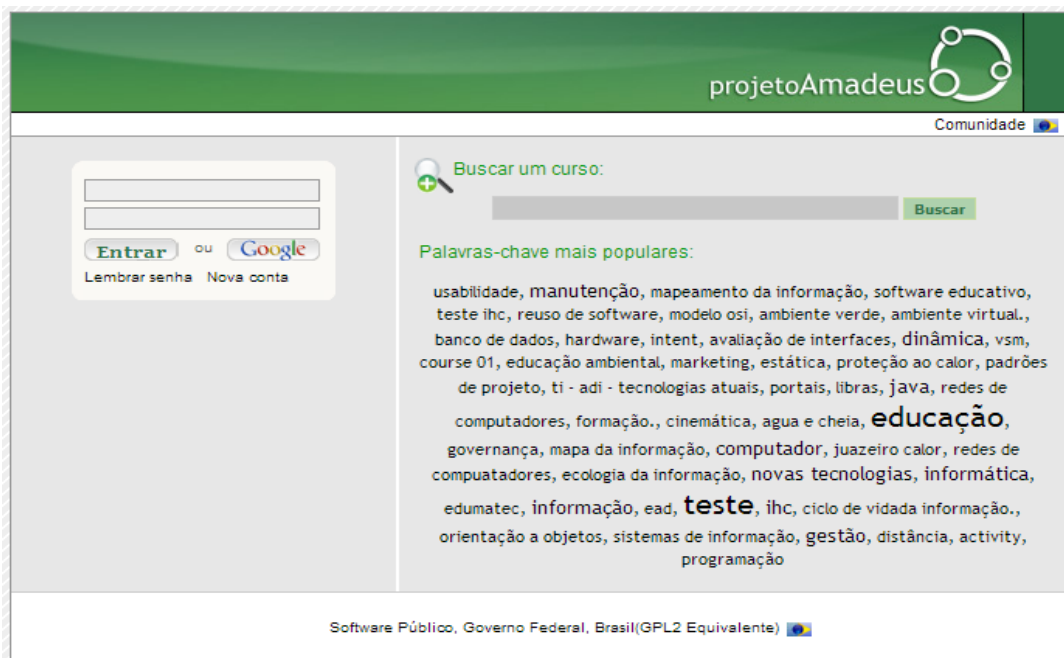 projetoAmadeus
Comunidade
Entrar ou Google
Lembrar senha Nova conta
Buscar um curso:
Buscar
Palavras-chave mais populares:
usabilidade, manutenção, mapeamento da informação, software educativo,
teste ihc, reuso de software, modelo osi, ambiente verde, ambiente virtual.,
banco de dados, hardware, intent, avaliação de interfaces, dinâmica, vsm,
course 01, educação ambiental, marketing, estática, proteção ao calor, padrões
de projeto, ti - adi - tecnologias atuais, portais, libras, java, redes de
computadores, formação., cinemática, agua e cheia, educação,
governança, mapa da informação, computador, juazeiro calor, redes de
compuatadores, ecologia da informação, novas tecnologias, informática,
edumatec, informação, ead, teste, ihc, ciclo de vidada informação.,
orientação a objetos, sistemas de informação, gestão, distância, activity,
programação
Software Público, Governo Federal, Brasil(GPL2 Equivalente)